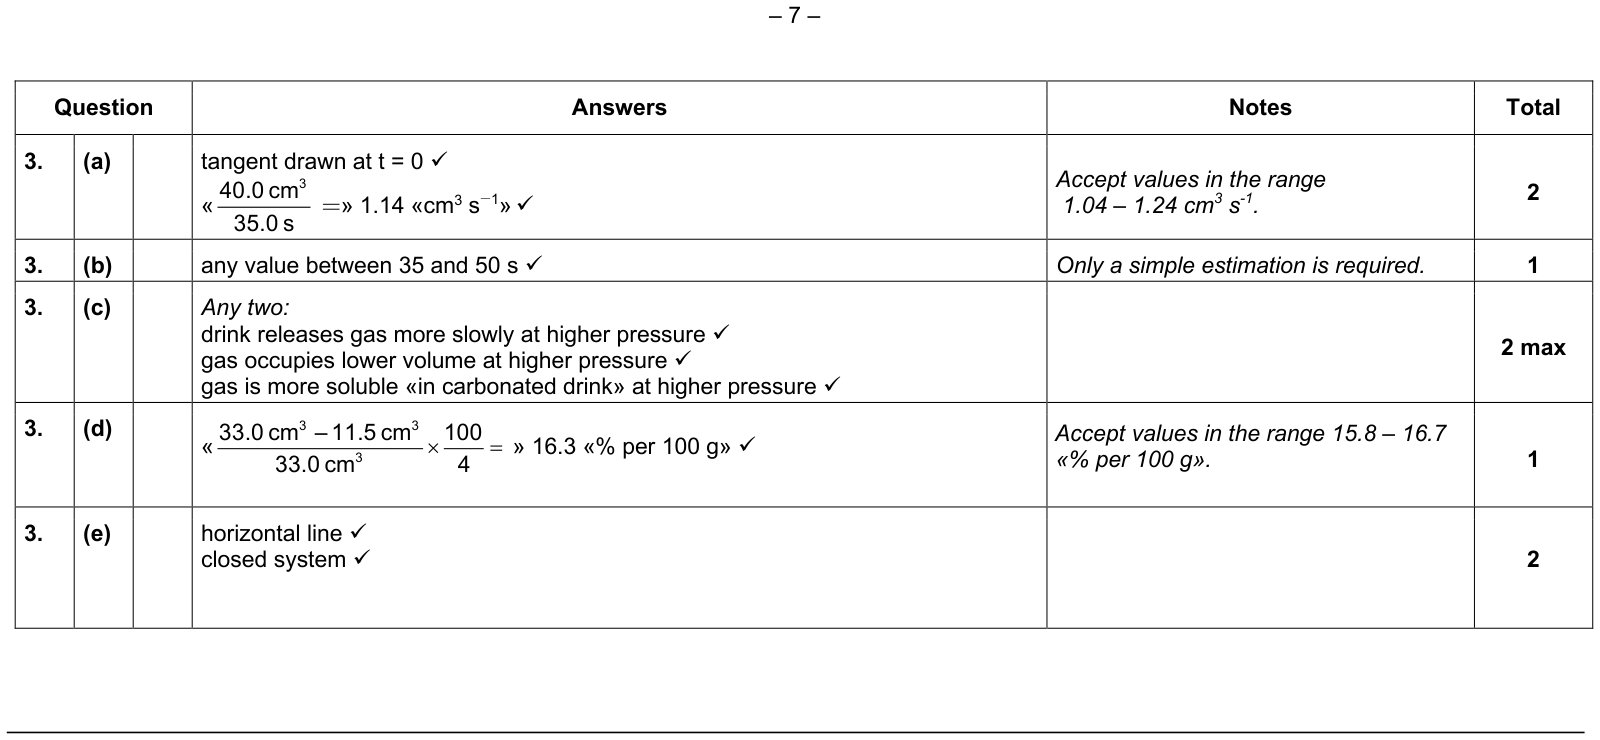 – 7 –
Question Answers Notes Total
3. (a) tangent drawn at t = 0 ✓
« 40.0 cm³ / 35.0 s =» 1.14 «cm³ s⁻¹» ✓
Accept values in the range
1.04 – 1.24 cm³ s⁻¹.
2
3. (b) any value between 35 and 50 s ✓ Only a simple estimation is required. 1
3. (c) Any two:
drink releases gas more slowly at higher pressure ✓
gas occupies lower volume at higher pressure ✓
gas is more soluble «in carbonated drink» at higher pressure ✓
2 max
3. (d) « 33.0 cm³ – 11.5 cm³ / 33.0 cm³ × 100 / 4 = » 16.3 «% per 100 g» ✓
Accept values in the range 15.8 – 16.7
«% per 100 g».
1
3. (e) horizontal line ✓
closed system ✓
2